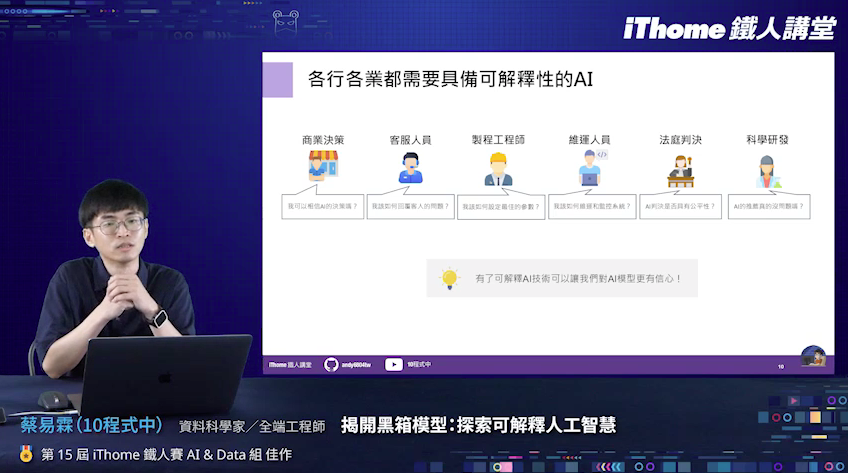 iThome 鐵人講堂
各行各業都需要具備可解釋性的AI
商業決策
客服人員
製程工程師
維運人員
法庭判決
科學研發
我可以相信AI的決策嗎？
我該如何回覆客人的問題？
我該如何設定最佳的參數？
我該如何維運和監控系統？
AI判決是否具有公平性？
AI的推薦真的沒問題嗎？
有了可解釋AI技術可以讓我們對AI模型更有信心！
iThome 鐵人講堂
andy6804tw
10程式中
10
蔡易霖（10程式中） 資料科學家／全端工程師 揭開黑箱模型：探索可解釋人工智慧
第 15 屆 iThome 鐵人賽 AI & Data 組 佳作